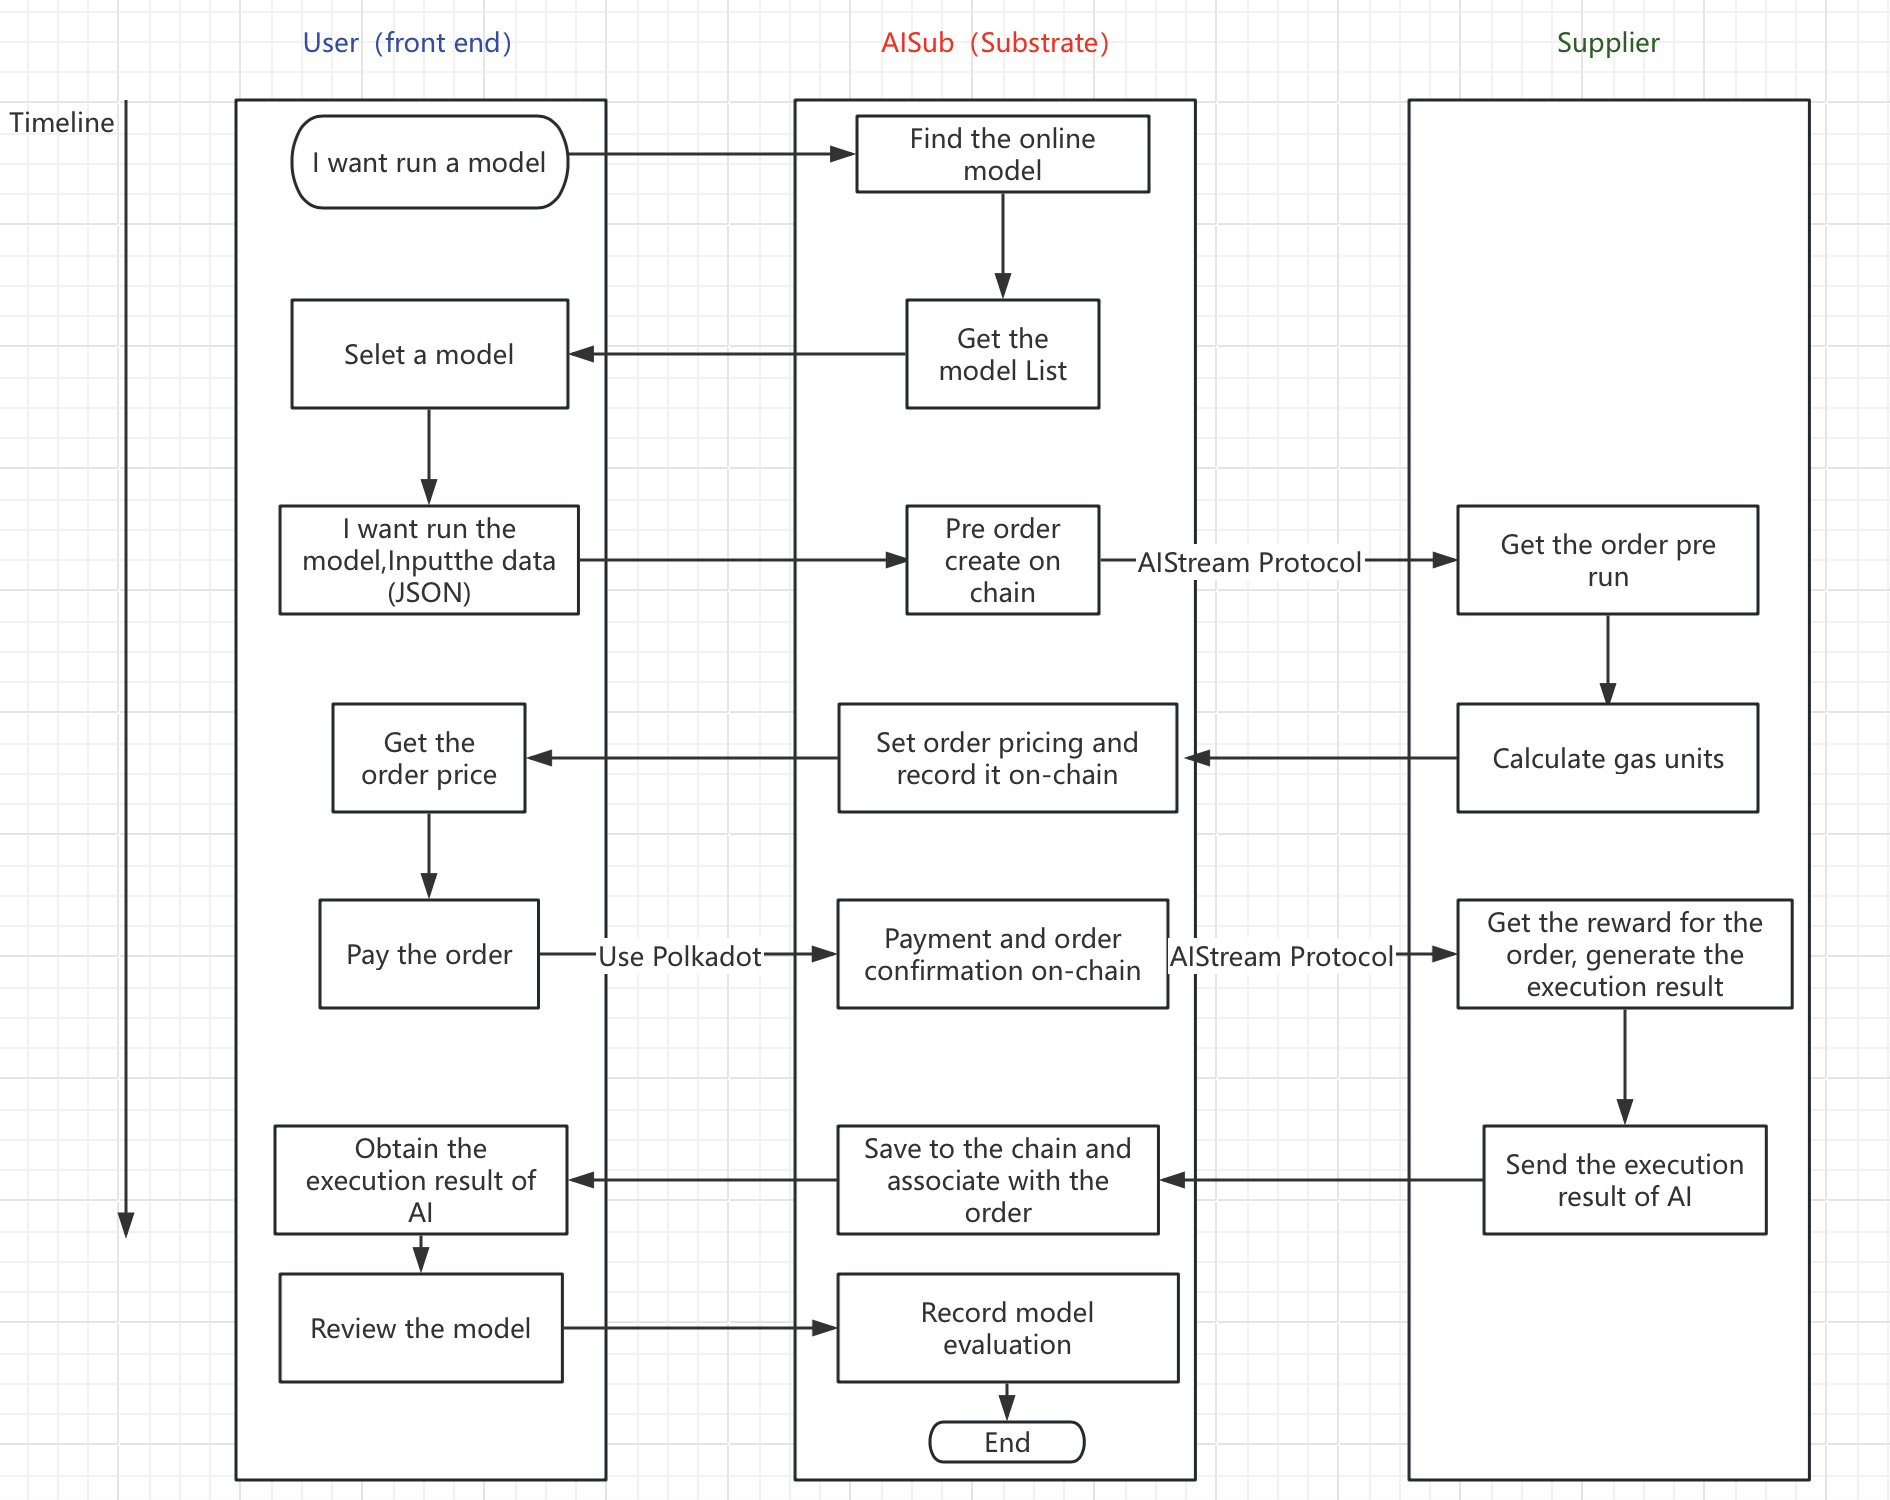 User（front end）
AISub（Substrate）
Supplier
Timeline
I want run a model
Find the online
model
Selet a model
Get the
model List
I want run the
model,Inputthe data
(JSON)
Pre order
create on
chain
AIStream Protocol
Get the order pre
run
Get the
order price
Set order pricing and
record it on-chain
Calculate gas units
Pay the order
Use Polkadot
Payment and order
confirmation on-chain
AIStream Protocol
Get the reward for the
order, generate the
execution result
Obtain the
execution result of
AI
Save to the chain and
associate with the
order
Send the execution
result of AI
Review the model
Record model
evaluation
End